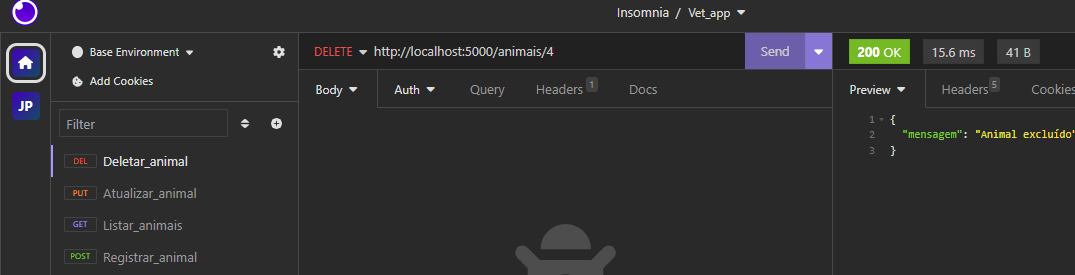 Insomnia / Vet_app
JP
Base Environment
Add Cookies
Filter
DEL Deletar_animal
PUT Atualizar_animal
GET Listar_animais
POST Registrar_animal
DELETE http://localhost:5000/animais/4 Send
Body Auth Query Headers 1 Docs
200 OK 15.6 ms 41 B
Preview Headers 5 Cookies
1 {
2 "mensagem": "Animal excluído"
3 }